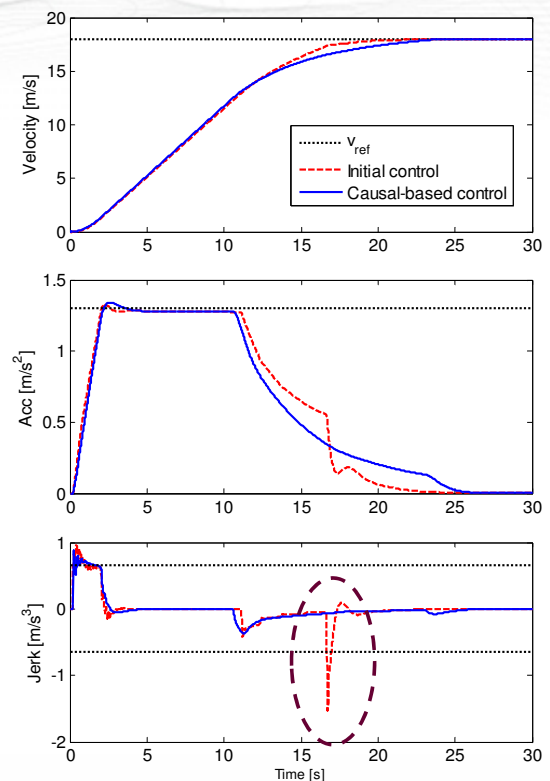 20
15
10
5
0
Velocity [m/s]
v_ref
Initial control
Causal-based control
0 5 10 15 20 25 30
1.5
1
0.5
0
Acc [m/s²]
0 5 10 15 20 25 30
1
0
-1
-2
Jerk [m/s³]
0 5 10 15 20 25 30
Time [s]